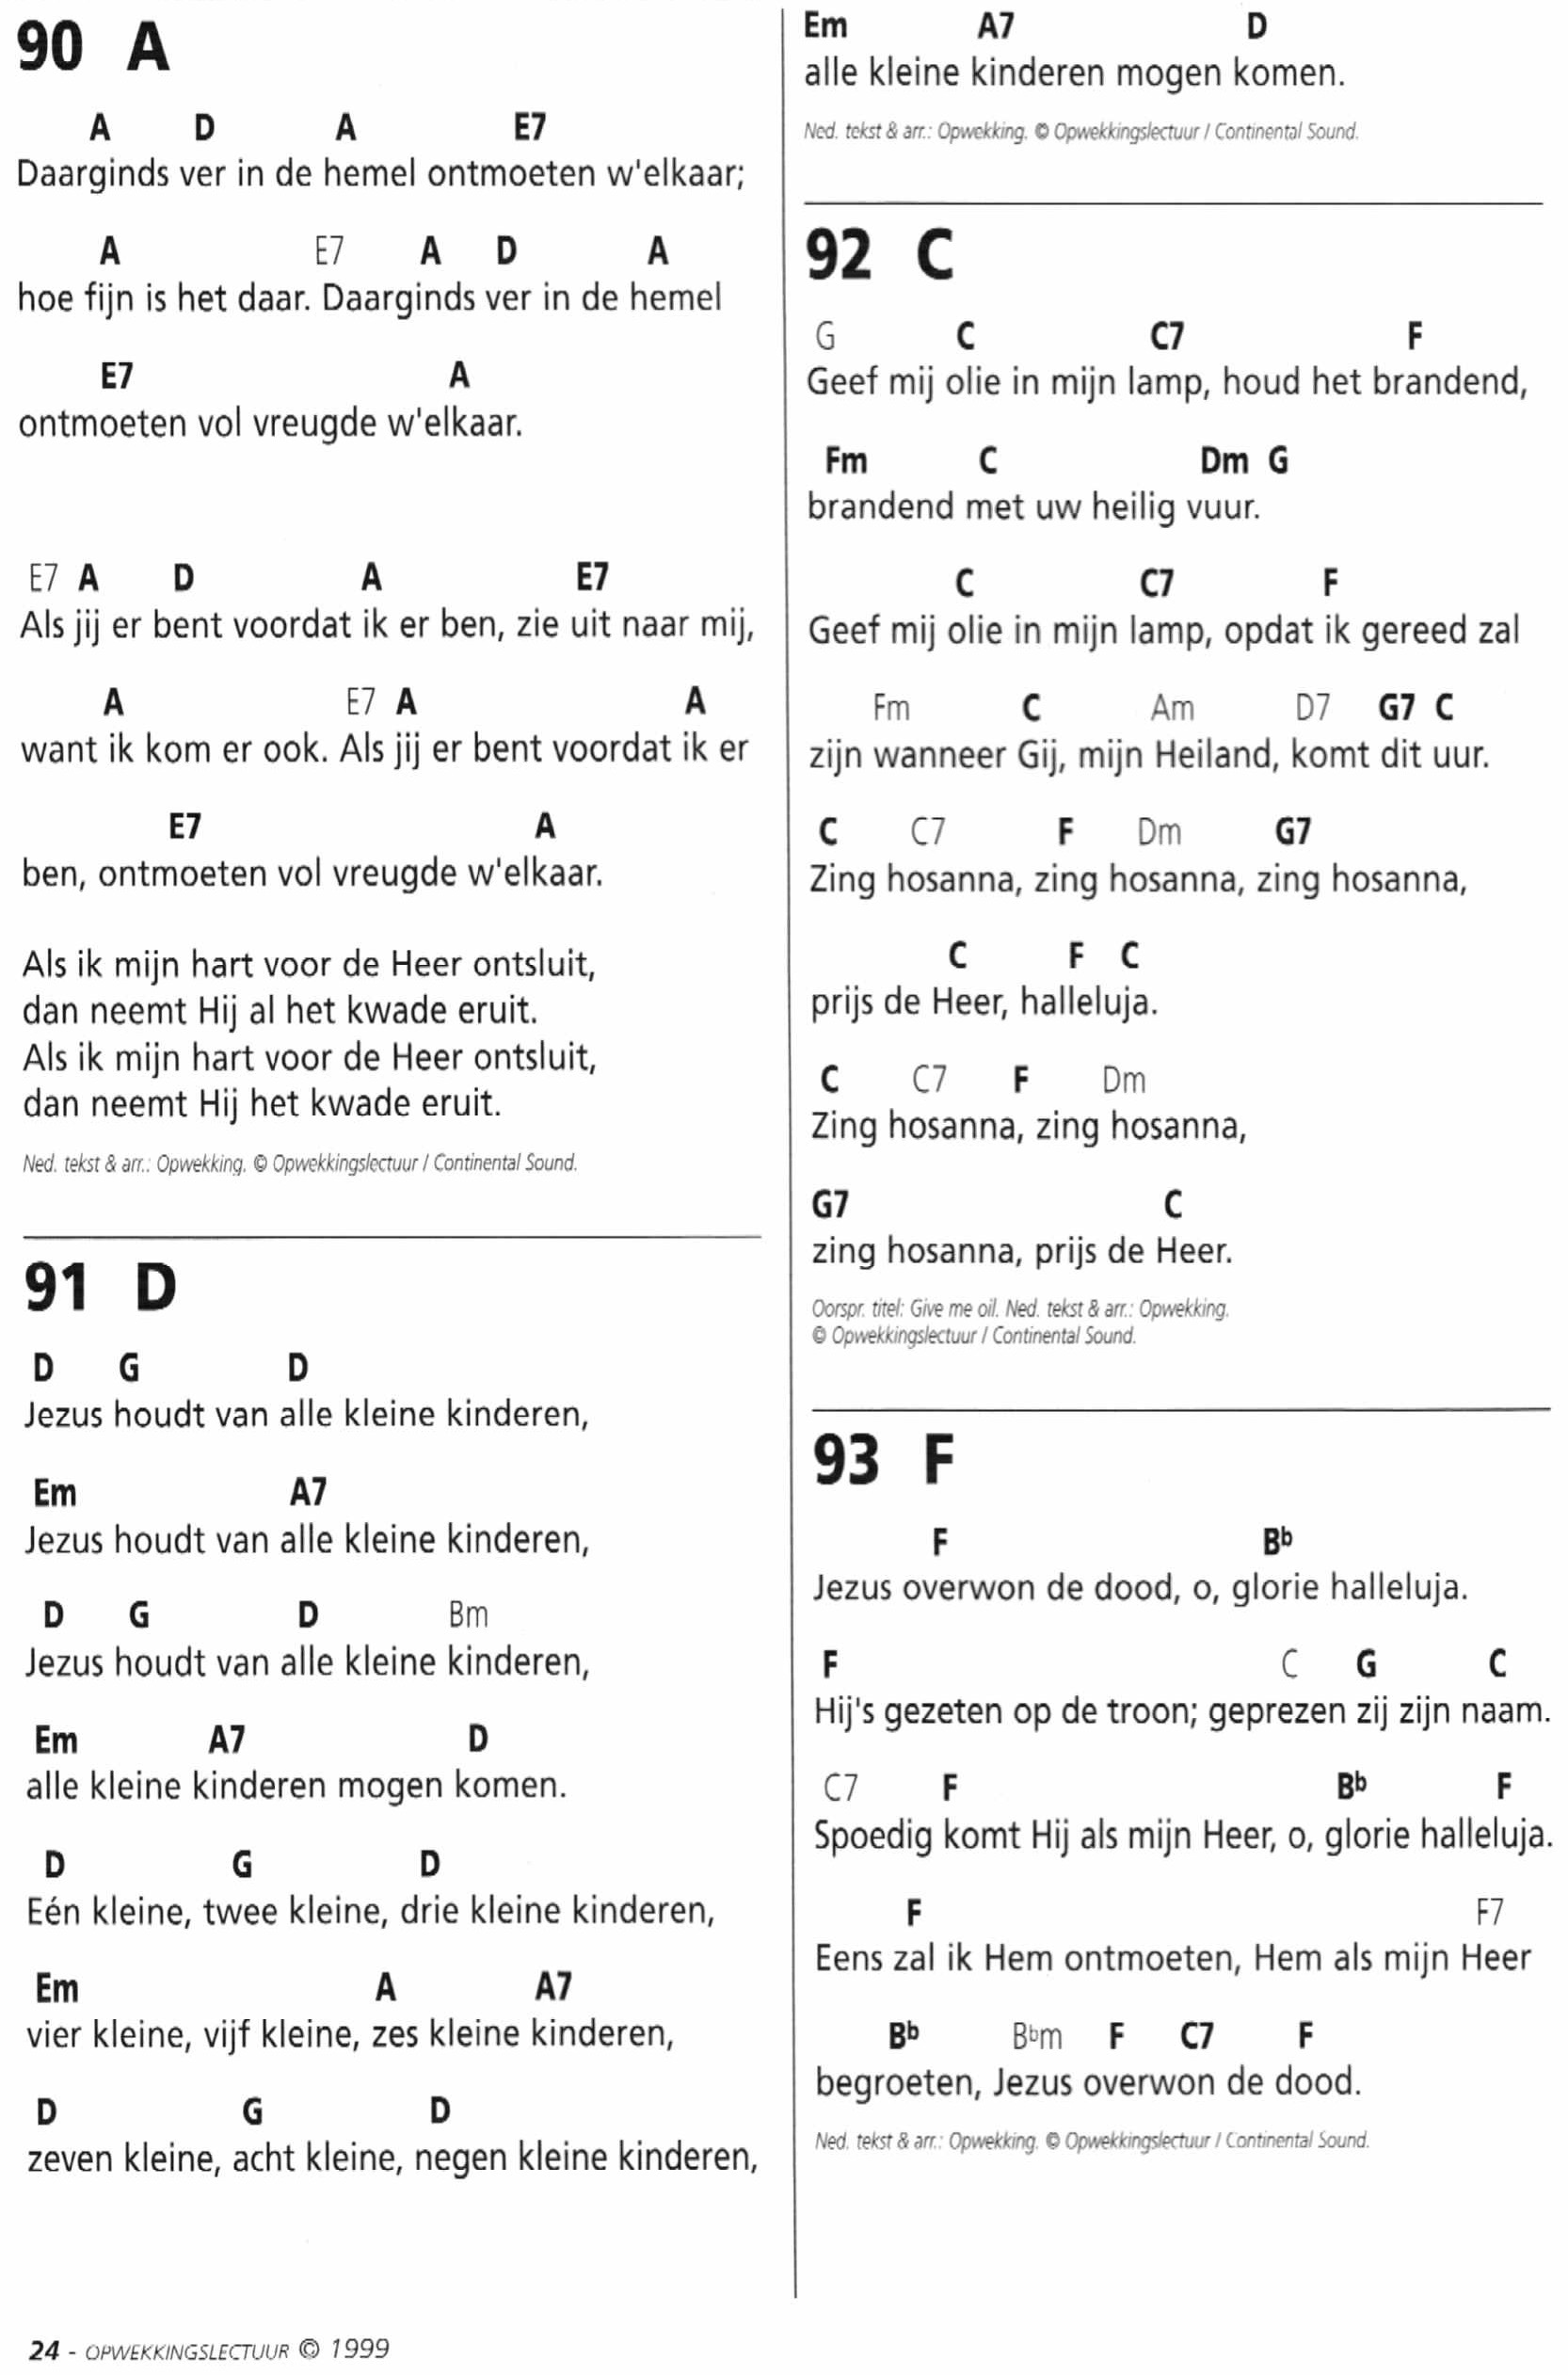 90 A
A D A E7
Daarginds ver in de hemel ontmoeten w'elkaar;
A E7 A D A
hoe fijn is het daar. Daarginds ver in de hemel
E7 A
ontmoeten vol vreugde w'elkaar.
E7 A D A E7
Als jij er bent voordat ik er ben, zie uit naar mij,
A E7 A A
want ik kom er ook. Als jij er bent voordat ik er
E7 A
ben, ontmoeten vol vreugde w'elkaar.
Als ik mijn hart voor de Heer ontsluit,
dan neemt Hij al het kwade eruit.
Als ik mijn hart voor de Heer ontsluit,
dan neemt Hij het kwade eruit.
Ned. tekst & arr.: Opwekking. © Opwekkingslectuur / Continental Sound.
91 D
D G D
Jezus houdt van alle kleine kinderen,
Em A7
Jezus houdt van alle kleine kinderen,
D G D Bm
Jezus houdt van alle kleine kinderen,
Em A7 D
alle kleine kinderen mogen komen.
D G D
Eén kleine, twee kleine, drie kleine kinderen,
Em A A7
vier kleine, vijf kleine, zes kleine kinderen,
D G D
zeven kleine, acht kleine, negen kleine kinderen,
Em A7 D
alle kleine kinderen mogen komen.
Ned. tekst & arr.: Opwekking. © Opwekkingslectuur / Continental Sound.
92 C
G C C7 F
Geef mij olie in mijn lamp, houd het brandend,
Fm C Dm G
brandend met uw heilig vuur.
C C7 F
Geef mij olie in mijn lamp, opdat ik gereed zal
Fm C Am D7 G7 C
zijn wanneer Gij, mijn Heiland, komt dit uur.
C C7 F Dm G7
Zing hosanna, zing hosanna, zing hosanna,
C F C
prijs de Heer, halleluja.
C C7 F Dm
Zing hosanna, zing hosanna,
G7 C
zing hosanna, prijs de Heer.
Oorspr. titel: Give me oil. Ned. tekst & arr.: Opwekking.
© Opwekkingslectuur / Continental Sound.
93 F
F Bb
Jezus overwon de dood, o, glorie halleluja.
F C G C
Hij's gezeten op de troon; geprezen zij zijn naam.
C7 F Bb F
Spoedig komt Hij als mijn Heer, o, glorie halleluja.
F F7
Eens zal ik Hem ontmoeten, Hem als mijn Heer
Bb Bbm F C7 F
begroeten, Jezus overwon de dood.
Ned. tekst & arr.: Opwekking. © Opwekkingslectuur / Continental Sound.
24 - OPWEKKINGSLECTUUR © 1999